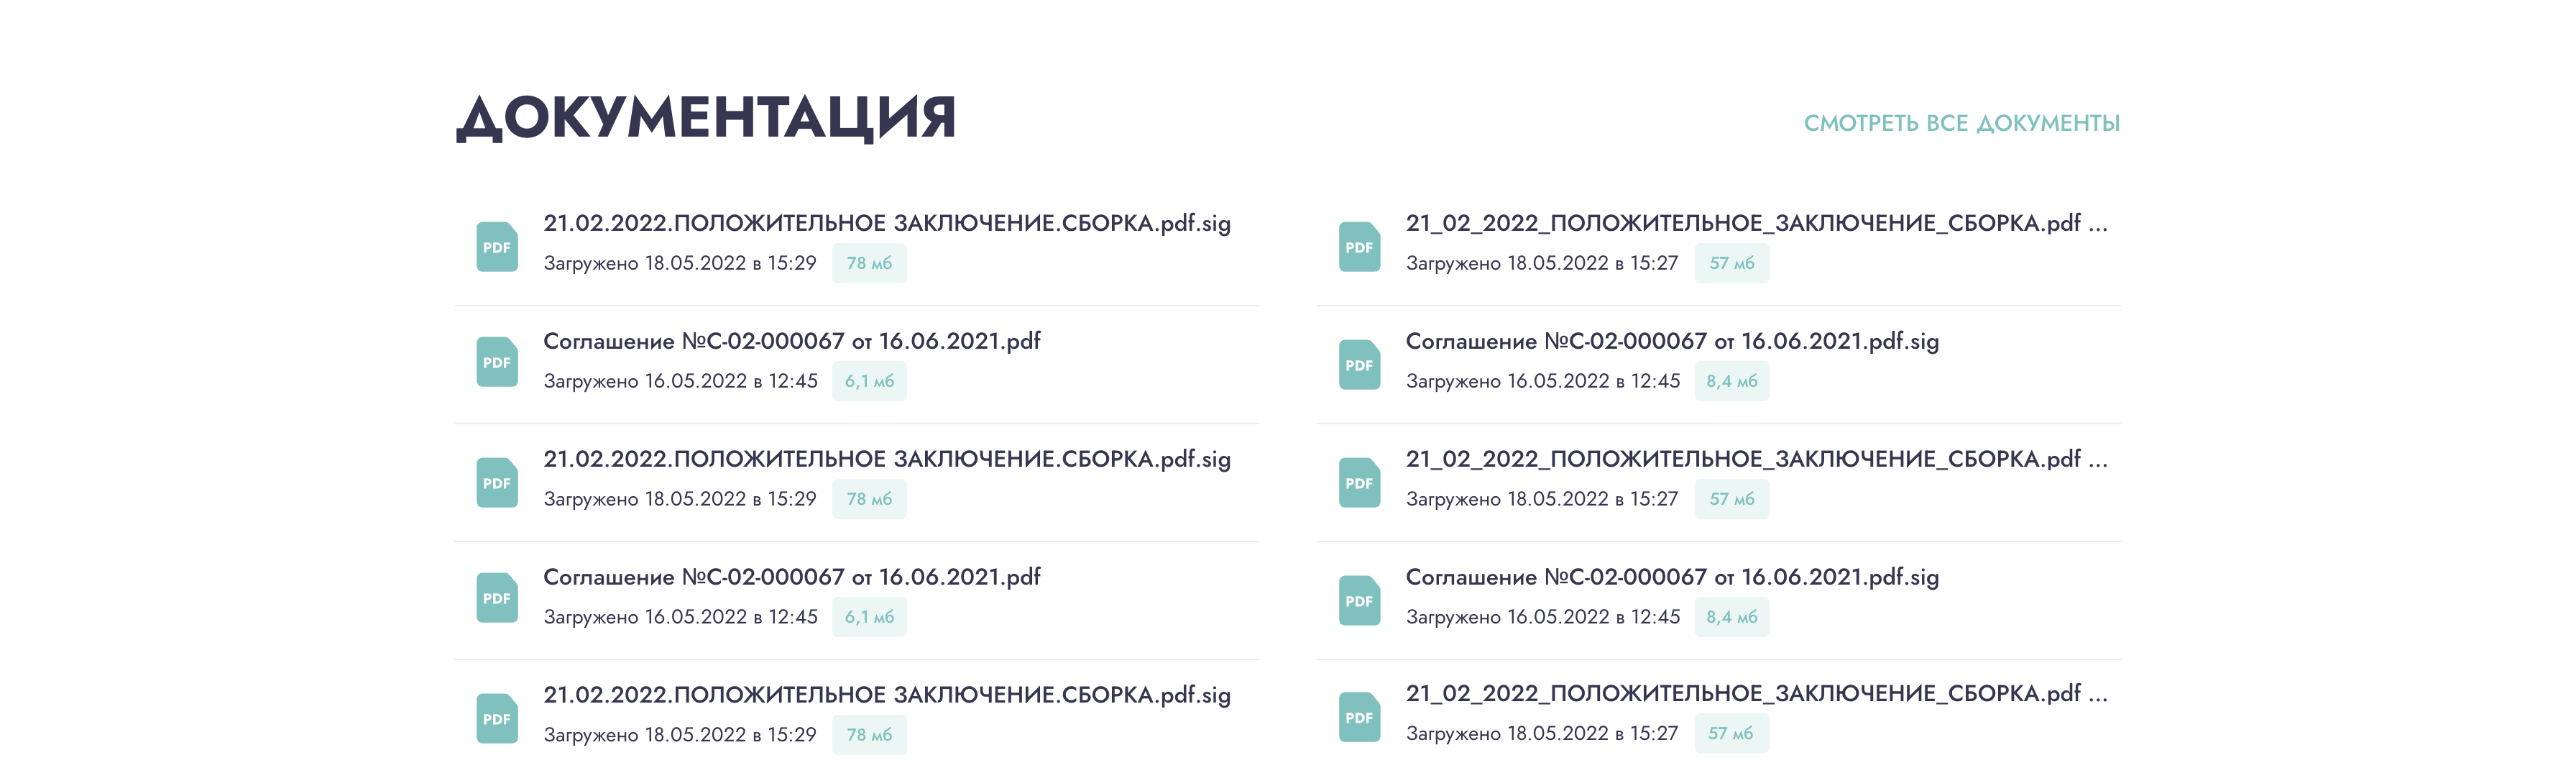 ДОКУМЕНТАЦИЯ
СМОТРЕТЬ ВСЕ ДОКУМЕНТЫ
PDF
21.02.2022.ПОЛОЖИТЕЛЬНОЕ ЗАКЛЮЧЕНИЕ.СБОРКА.pdf.sig
Загружено 18.05.2022 в 15:29 78 мб
PDF
21_02_2022_ПОЛОЖИТЕЛЬНОЕ_ЗАКЛЮЧЕНИЕ_СБОРКА.pdf ...
Загружено 18.05.2022 в 15:27 57 мб
PDF
Соглашение №С-02-000067 от 16.06.2021.pdf
Загружено 16.05.2022 в 12:45 6,1 мб
PDF
Соглашение №С-02-000067 от 16.06.2021.pdf.sig
Загружено 16.05.2022 в 12:45 8,4 мб
PDF
21.02.2022.ПОЛОЖИТЕЛЬНОЕ ЗАКЛЮЧЕНИЕ.СБОРКА.pdf.sig
Загружено 18.05.2022 в 15:29 78 мб
PDF
21_02_2022_ПОЛОЖИТЕЛЬНОЕ_ЗАКЛЮЧЕНИЕ_СБОРКА.pdf ...
Загружено 18.05.2022 в 15:27 57 мб
PDF
Соглашение №С-02-000067 от 16.06.2021.pdf
Загружено 16.05.2022 в 12:45 6,1 мб
PDF
Соглашение №С-02-000067 от 16.06.2021.pdf.sig
Загружено 16.05.2022 в 12:45 8,4 мб
PDF
21.02.2022.ПОЛОЖИТЕЛЬНОЕ ЗАКЛЮЧЕНИЕ.СБОРКА.pdf.sig
Загружено 18.05.2022 в 15:29 78 мб
PDF
21_02_2022_ПОЛОЖИТЕЛЬНОЕ_ЗАКЛЮЧЕНИЕ_СБОРКА.pdf ...
Загружено 18.05.2022 в 15:27 57 мб